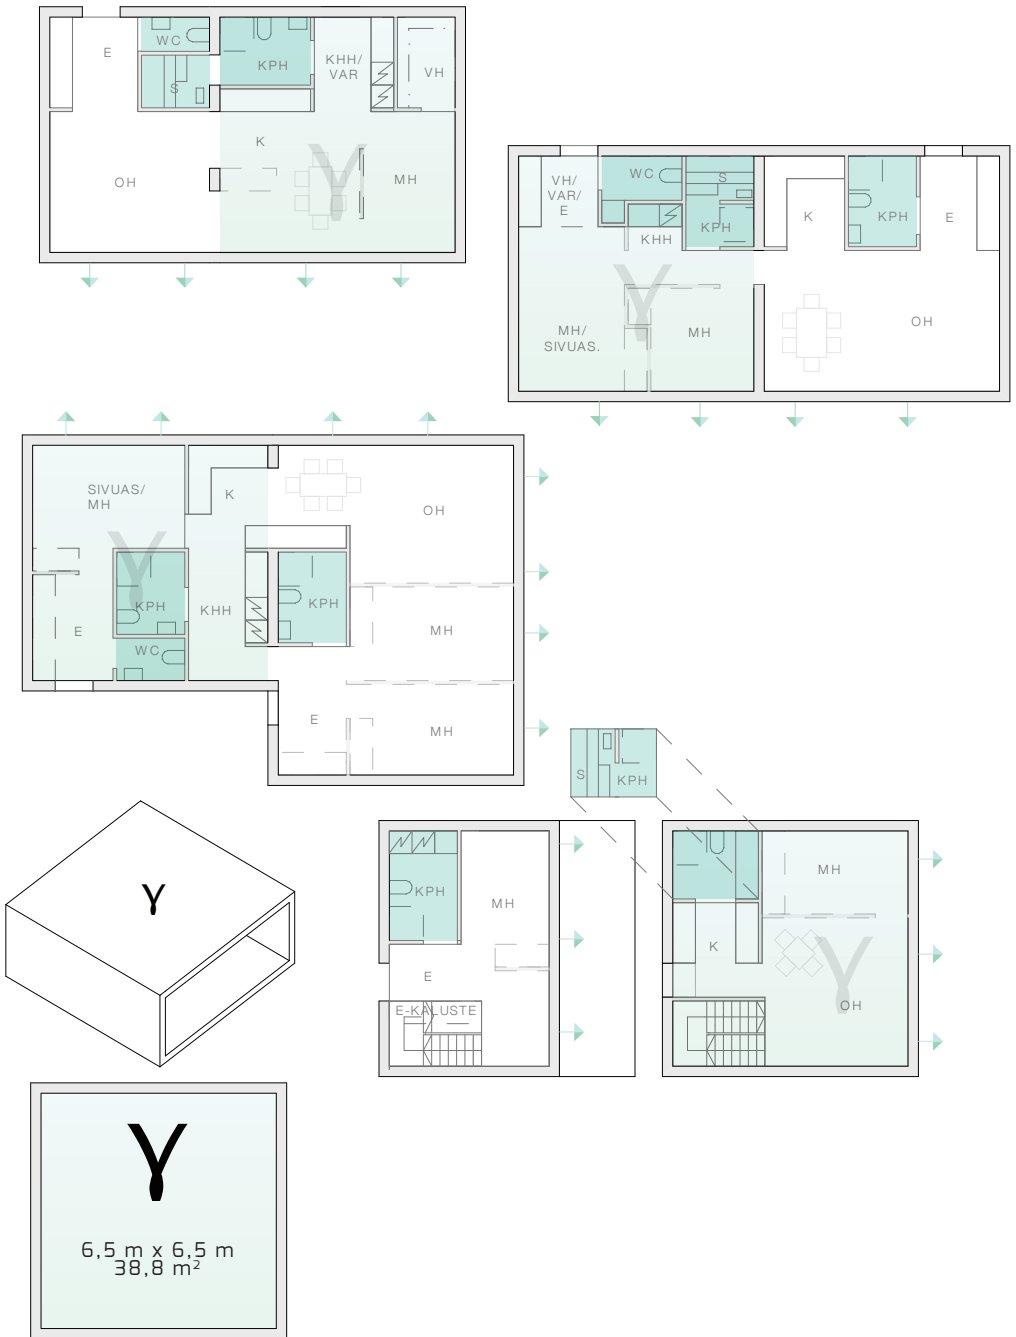 E
WC
S
KPH
KHH/
VAR
VH
K
OH
MH
γ
VH/
VAR/
E
WC
S
KPH
KHH
K
KPH
E
MH/
SIVUAS.
MH
OH
γ
SIVUAS/
MH
K
OH
γ
KPH
KHH
KPH
MH
E
WC
E
MH
S
KPH
KPH
MH
E
E-KALUSTE
MH
K
γ
OH
γ
γ
6,5 m x 6,5 m
38,8 m²